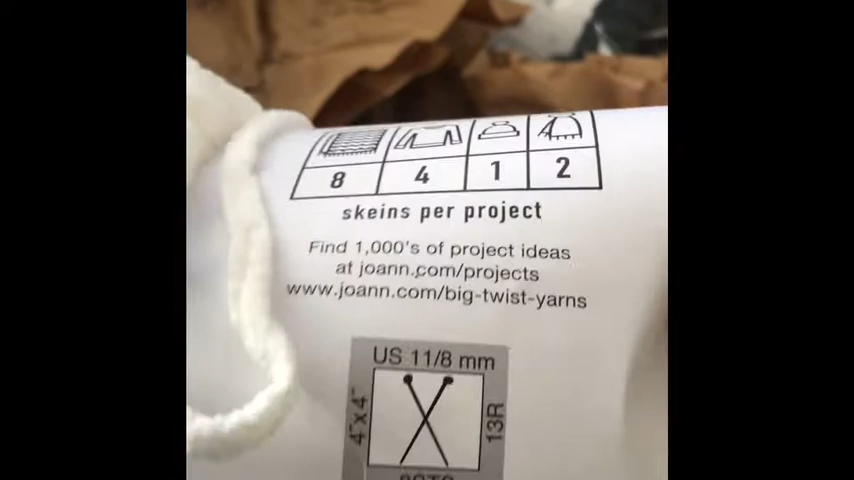 8 4 1 2
skeins per project
Find 1,000's of project ideas
at joann.com/projects
www.joann.com/big-twist-yarns
US 11/8 mm
4"x4"
13R